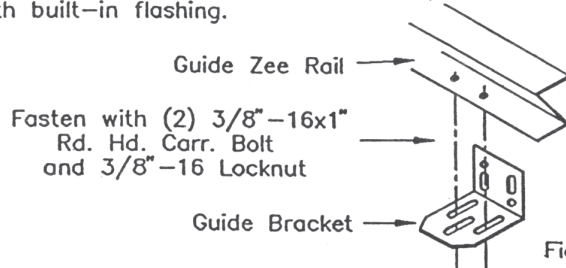 built-in flashing.
Guide Zee Rail
Fasten with (2) 3/8"-16x1"
Rd. Hd. Carr. Bolt
and 3/8"-16 Locknut
Guide Bracket